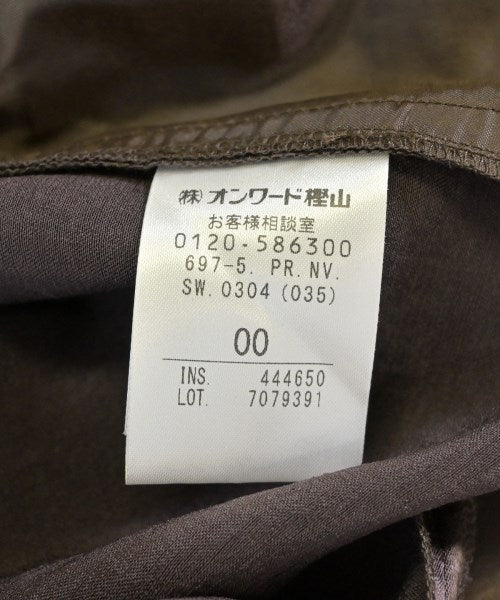 ㈱オンワード樫山
お客様相談室
0120-586300
697-5. PR. NV.
SW. 0304 (035)
00
INS. 444650
LOT. 7079391